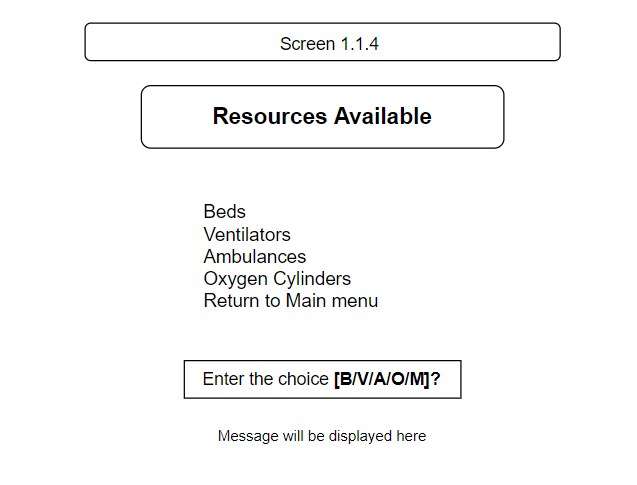 Screen 1.1.4
Resources Available
Beds
Ventilators
Ambulances
Oxygen Cylinders
Return to Main menu
Enter the choice [B/V/A/O/M]?
Message will be displayed here